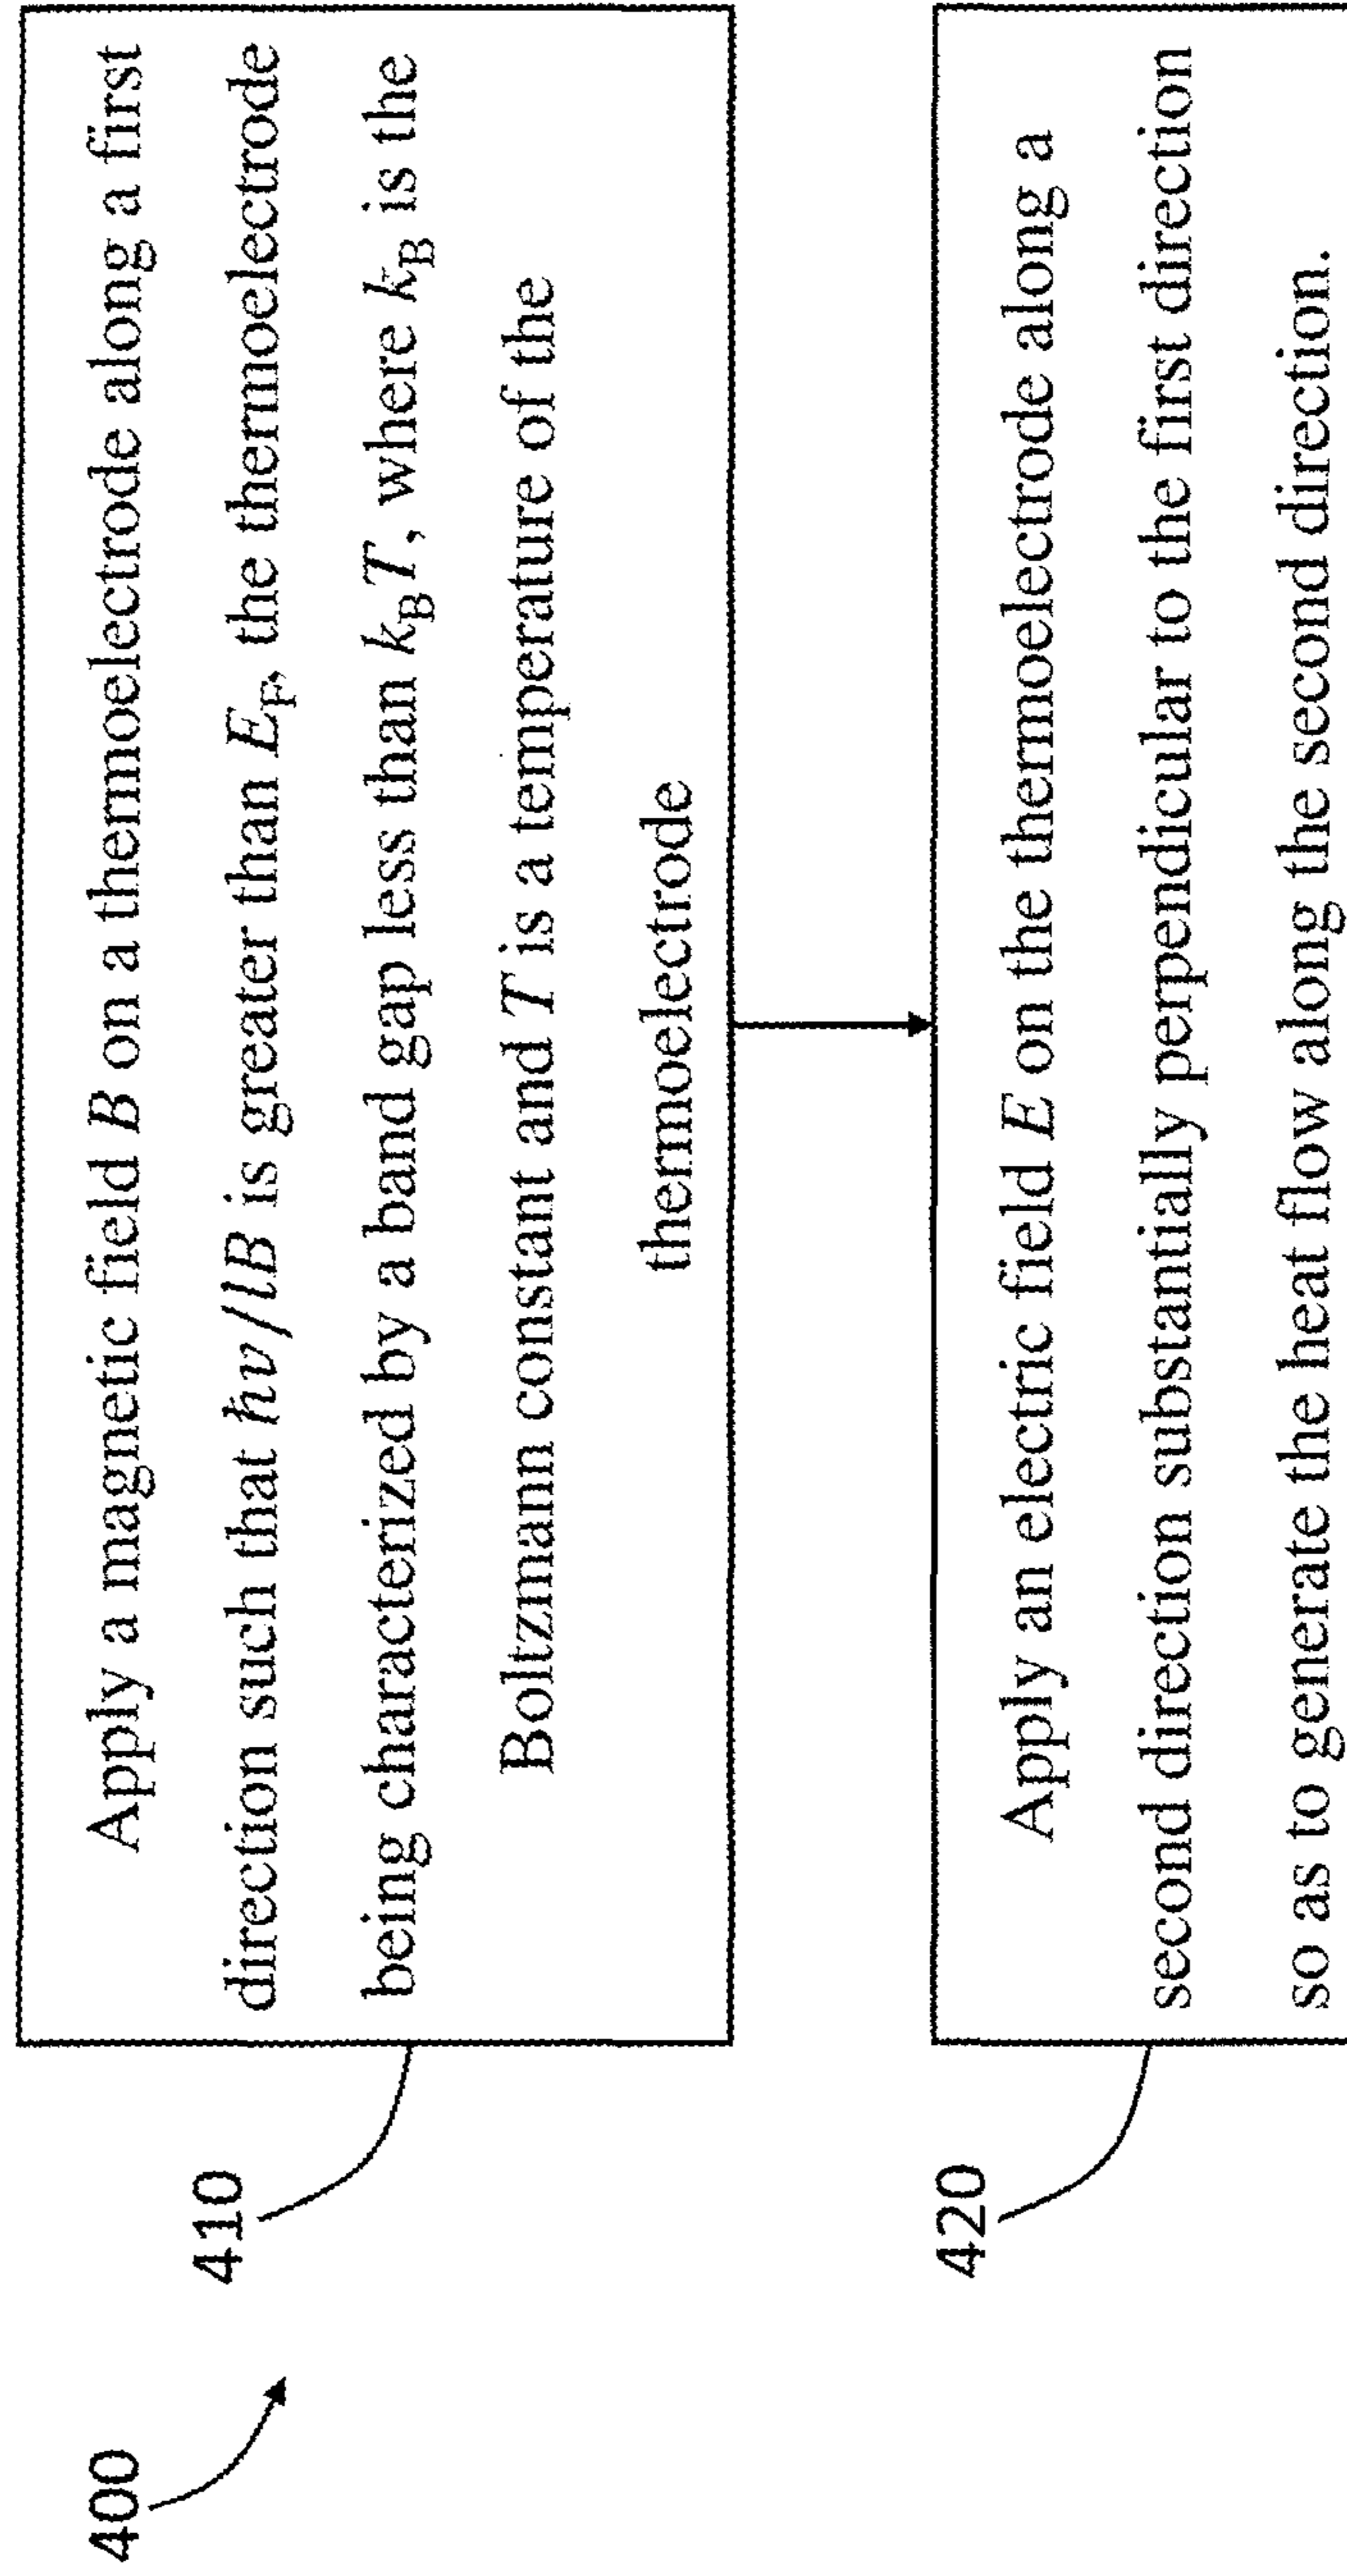 400
410
Apply a magnetic field B on a thermoelectrode along a first
direction such that ħv/lB is greater than E_F, the thermoelectrode
being characterized by a band gap less than k_BT, where k_B is the
Boltzmann constant and T is a temperature of the
thermoelectrode
420
Apply an electric field E on the thermoelectrode along a
second direction substantially perpendicular to the first direction
so as to generate the heat flow along the second direction.